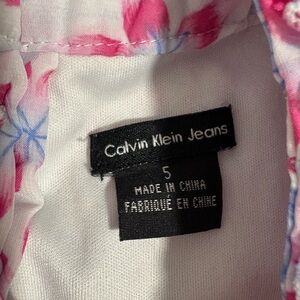 Calvin Klein Jeans
5
MADE IN CHINA
FABRIQUÉ EN CHINE